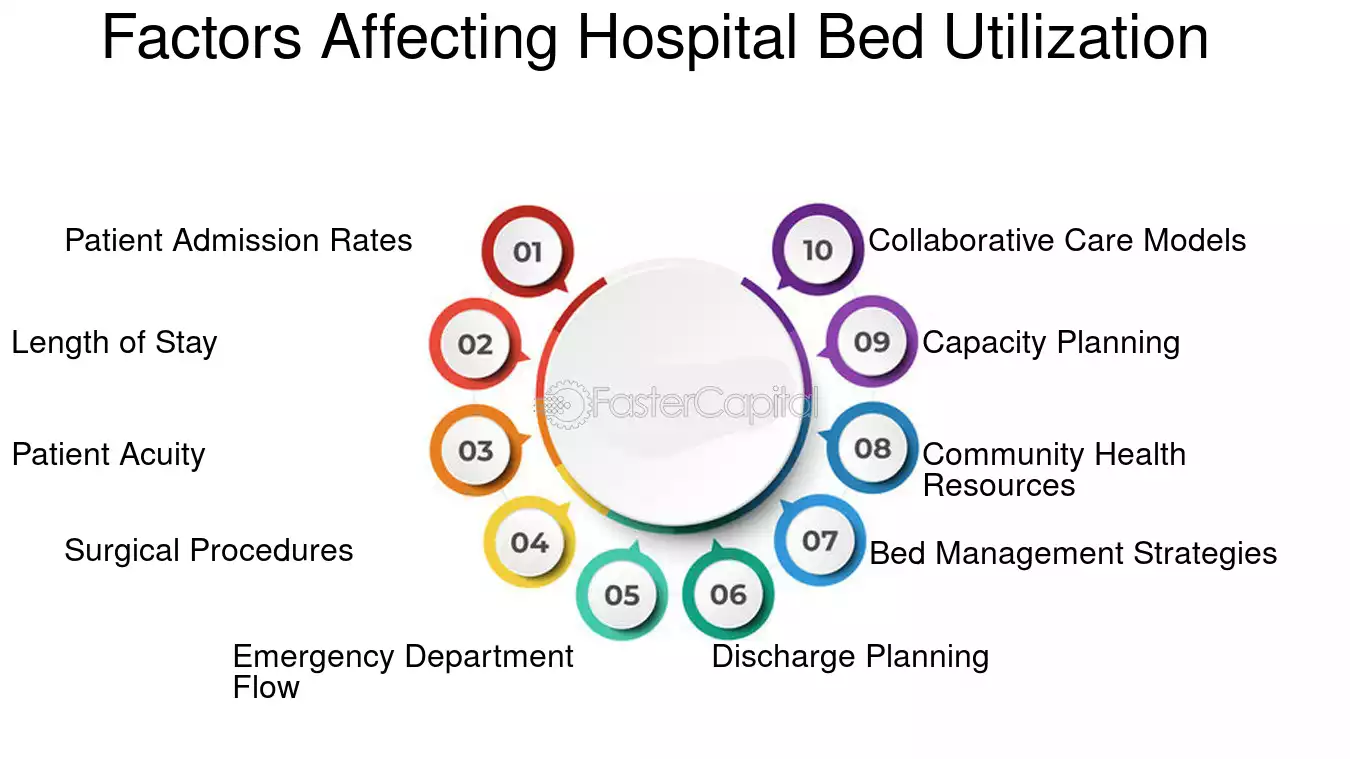 Factors Affecting Hospital Bed Utilization
01
Patient Admission Rates
02
Length of Stay
03
Patient Acuity
04
Surgical Procedures
05
Emergency Department
Flow
06
Discharge Planning
07
Bed Management Strategies
08
Community Health
Resources
09
Capacity Planning
10
Collaborative Care Models
FasterCapital